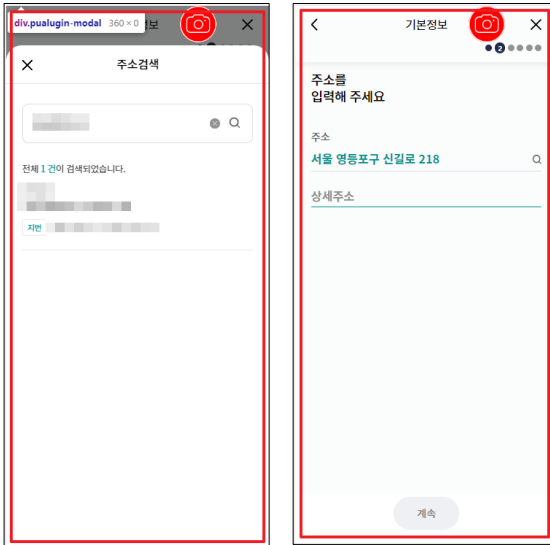 div.pualugin-modal 360 × 0
정보
주소검색
전체 1 건이 검색되었습니다.
지번
기본정보
2
주소를
입력해 주세요
주소
서울 영등포구 신길로 218
상세주소
계속